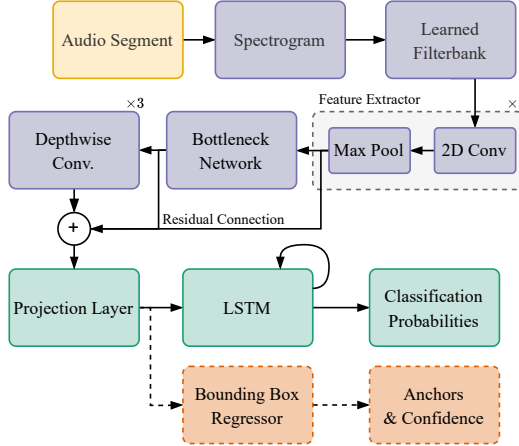 Audio Segment
Spectrogram
Learned
Filterbank
×3
Feature Extractor
×
Depthwise
Conv.
Bottleneck
Network
Max Pool
2D Conv
+
Residual Connection
Projection Layer
LSTM
Classification
Probabilities
Bounding Box
Regressor
Anchors
& Confidence